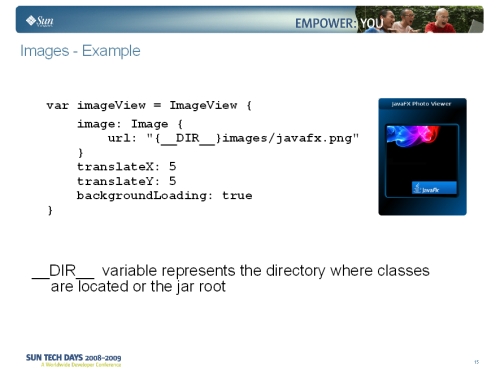 Sun
EMPOWER: YOU
Images - Example
var imageView = ImageView {
image: Image {
url: "{__DIR__}images/javafx.png"
}
translateX: 5
translateY: 5
backgroundLoading: true
}
JavaFX Photo Viewer
__DIR__ variable represents the directory where classes
are located or the jar root
SUN TECH DAYS 2008-2009
A Worldwide Developer Conference